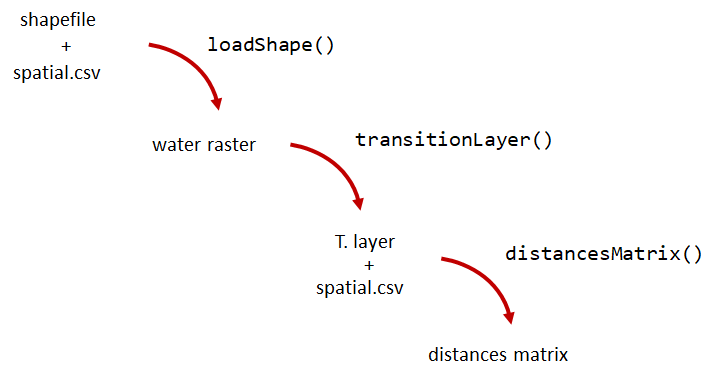 shapefile
+
spatial.csv
loadShape()
water raster
transitionLayer()
T. layer
+
spatial.csv
distancesMatrix()
distances matrix